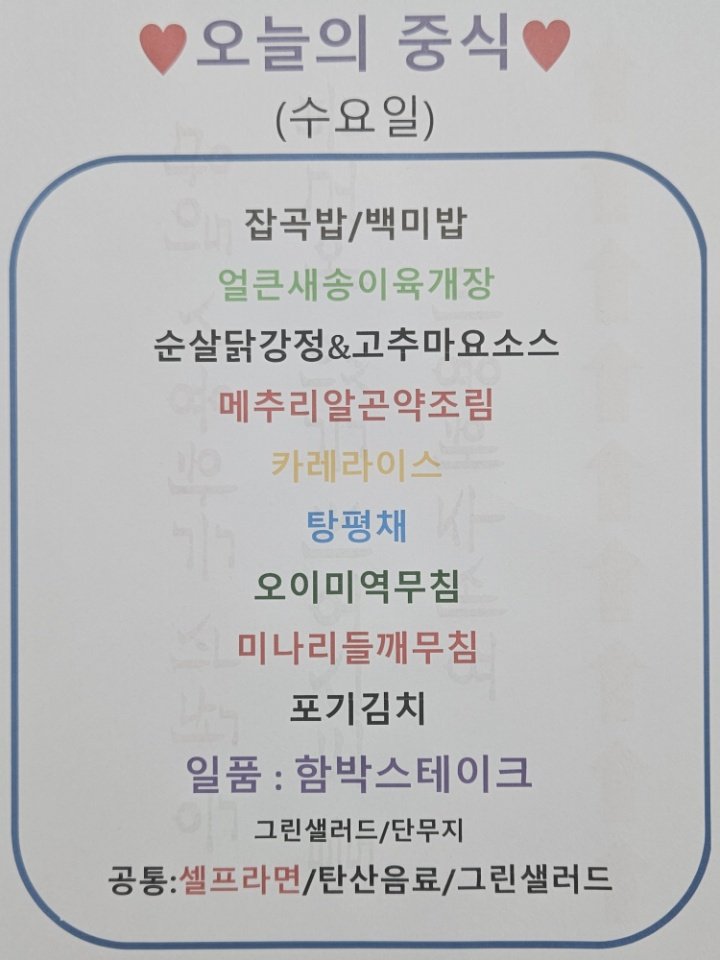 ♥오늘의 중식♥
(수요일)
잡곡밥/백미밥
얼큰새송이육개장
순살닭강정&고추마요소스
메추리알곤약조림
카레라이스
탕평채
오이미역무침
미나리들깨무침
포기김치
일품 : 함박스테이크
그린샐러드/단무지
공통:셀프라면/탄산음료/그린샐러드